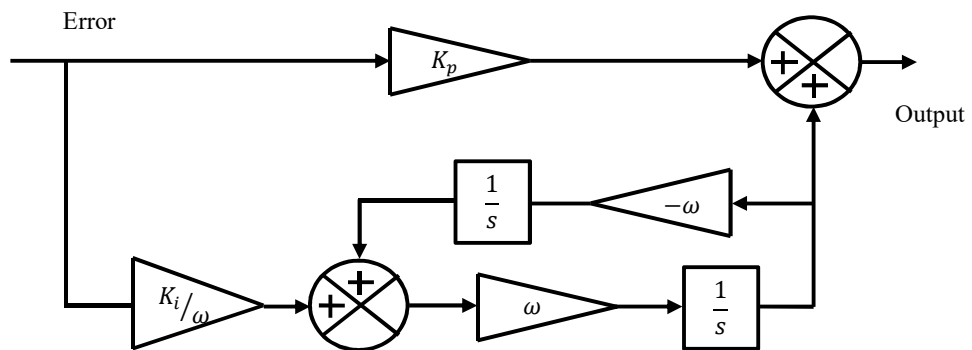 Error
K_p
+
+
Output
1/s
−ω
K_i/ω
+
+
ω
1/s